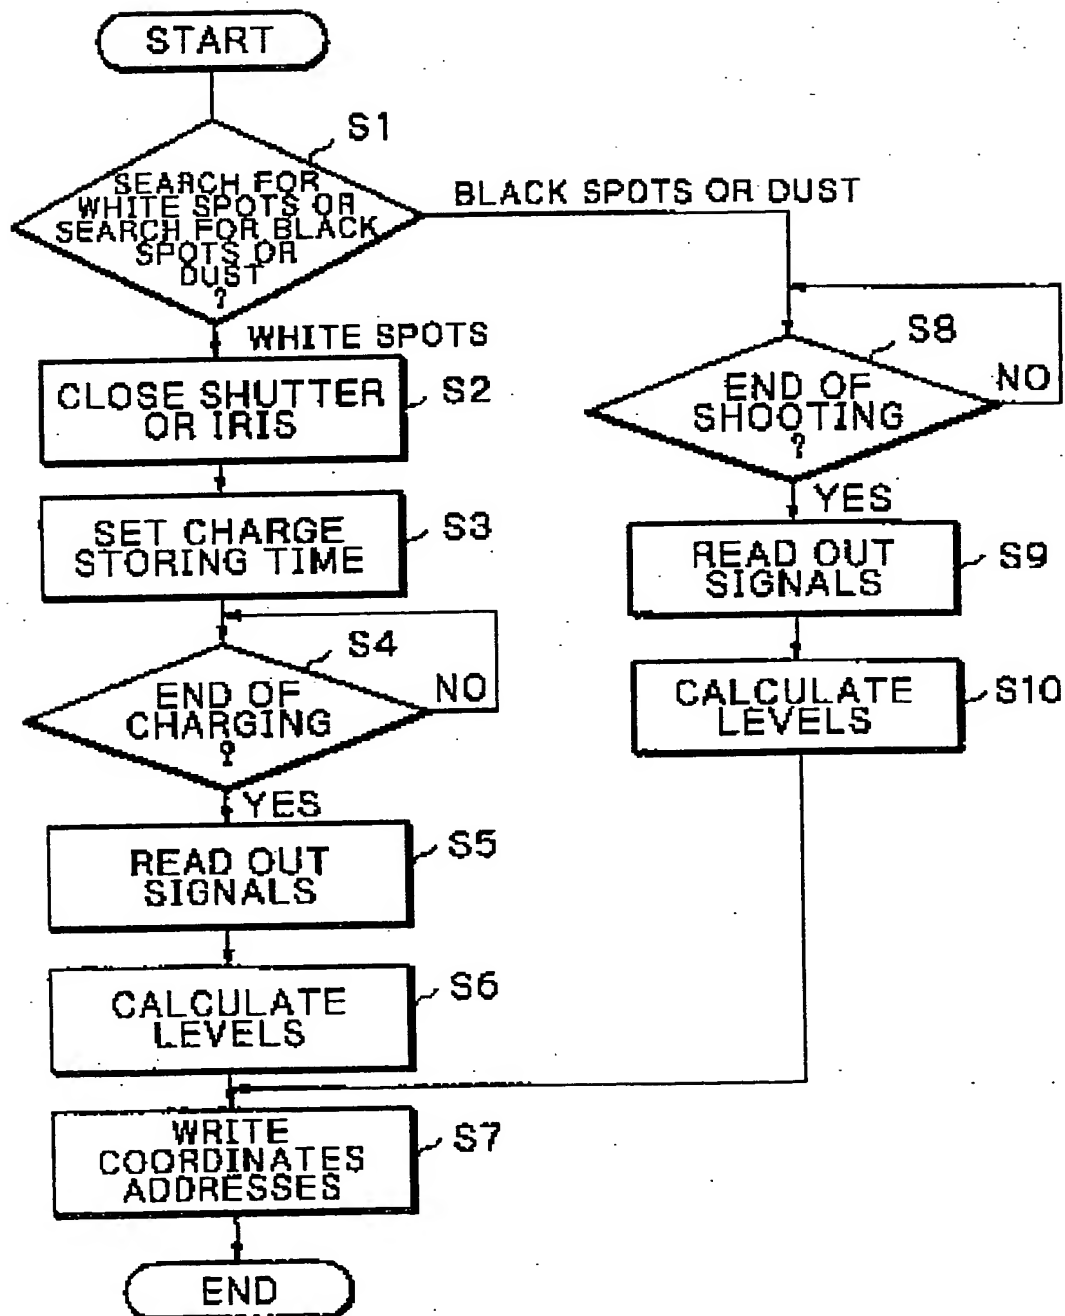 START
S1
SEARCH FOR
WHITE SPOTS OR
SEARCH FOR BLACK
SPOTS OR
DUST
?
BLACK SPOTS OR DUST
WHITE SPOTS
CLOSE SHUTTER
OR IRIS
S2
SET CHARGE
STORING TIME
S3
S4
END OF
CHARGING
?
NO
YES
READ OUT
SIGNALS
S5
CALCULATE
LEVELS
S6
WRITE
COORDINATES
ADDRESSES
S7
END
S8
END OF
SHOOTING
?
NO
YES
READ OUT
SIGNALS
S9
CALCULATE
LEVELS
S10